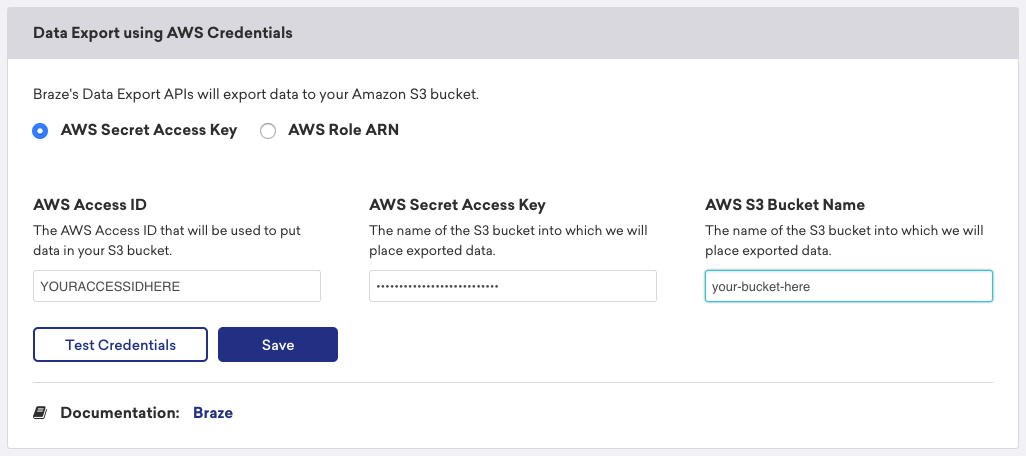 Data Export using AWS Credentials
Braze's Data Export APIs will export data to your Amazon S3 bucket.
AWS Secret Access Key
AWS Role ARN
AWS Access ID
The AWS Access ID that will be used to put
data in your S3 bucket.
YOURACCESSIDHERE
AWS Secret Access Key
The name of the S3 bucket into which we will
place exported data.
•••••••••••••••••••••••••••
AWS S3 Bucket Name
The name of the S3 bucket into which we will
place exported data.
your-bucket-here
Test Credentials
Save
Documentation: Braze